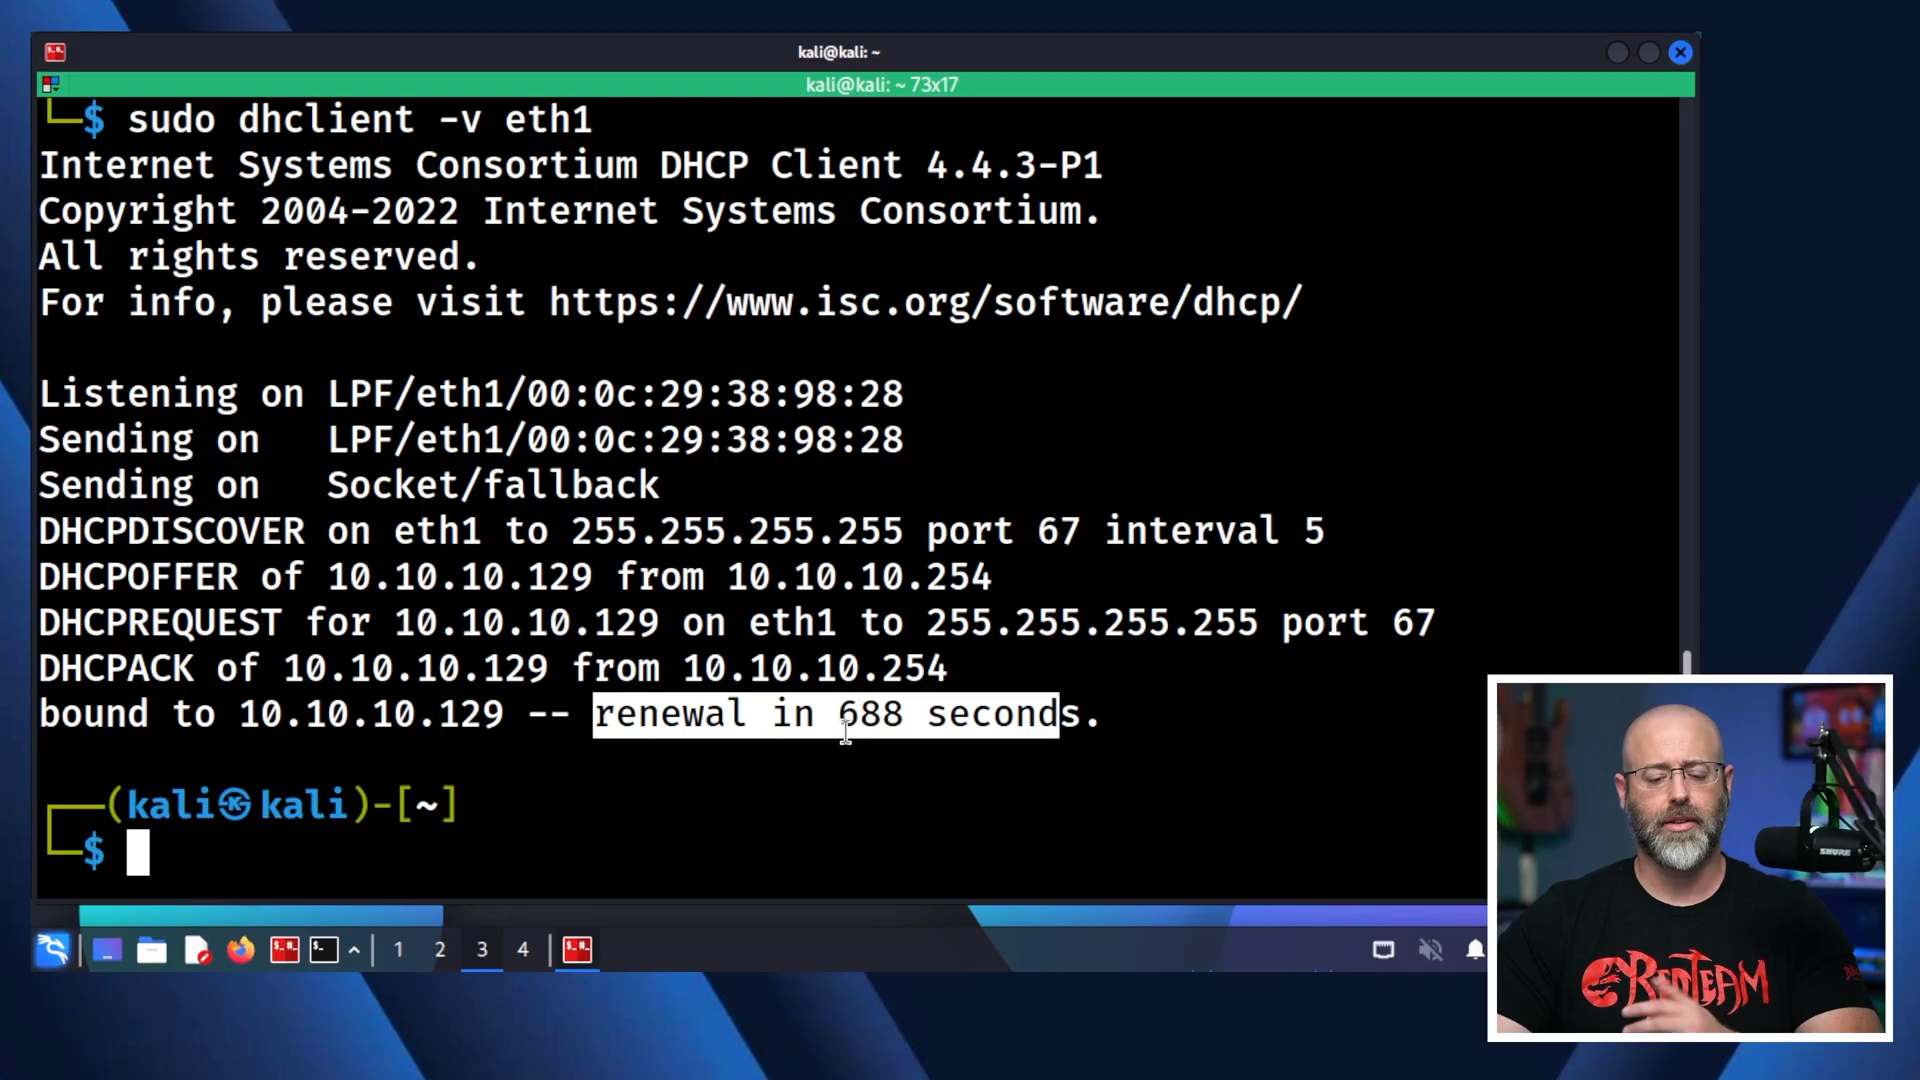 kali@kali: ~
kali@kali: ~ 73x17
└─$ sudo dhclient -v eth1
Internet Systems Consortium DHCP Client 4.4.3-P1
Copyright 2004-2022 Internet Systems Consortium.
All rights reserved.
For info, please visit https://www.isc.org/software/dhcp/
Listening on LPF/eth1/00:0c:29:38:98:28
Sending on   LPF/eth1/00:0c:29:38:98:28
Sending on   Socket/fallback
DHCPDISCOVER on eth1 to 255.255.255.255 port 67 interval 5
DHCPOFFER of 10.10.10.129 from 10.10.10.254
DHCPREQUEST for 10.10.10.129 on eth1 to 255.255.255.255 port 67
DHCPACK of 10.10.10.129 from 10.10.10.254
bound to 10.10.10.129 -- renewal in 688 seconds.
┌──(kali㉿kali)-[~]
└─$
1 2 3 4
SHURE
REDTEAM